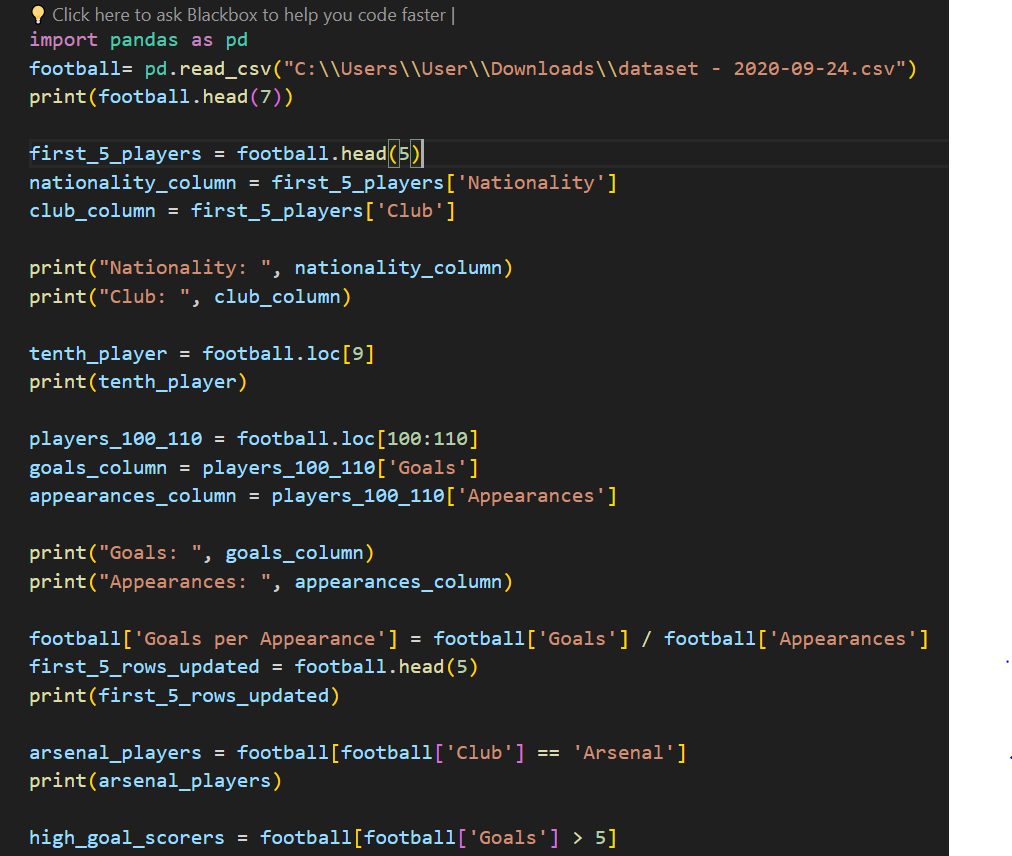 Click here to ask Blackbox to help you code faster |
import pandas as pd
football= pd.read_csv("C:\\Users\\User\\Downloads\\dataset - 2020-09-24.csv")
print(football.head(7))
first_5_players = football.head(5)
nationality_column = first_5_players['Nationality']
club_column = first_5_players['Club']
print("Nationality: ", nationality_column)
print("Club: ", club_column)
tenth_player = football.loc[9]
print(tenth_player)
players_100_110 = football.loc[100:110]
goals_column = players_100_110['Goals']
appearances_column = players_100_110['Appearances']
print("Goals: ", goals_column)
print("Appearances: ", appearances_column)
football['Goals per Appearance'] = football['Goals'] / football['Appearances']
first_5_rows_updated = football.head(5)
print(first_5_rows_updated)
arsenal_players = football[football['Club'] == 'Arsenal']
print(arsenal_players)
high_goal_scorers = football[football['Goals'] > 5]